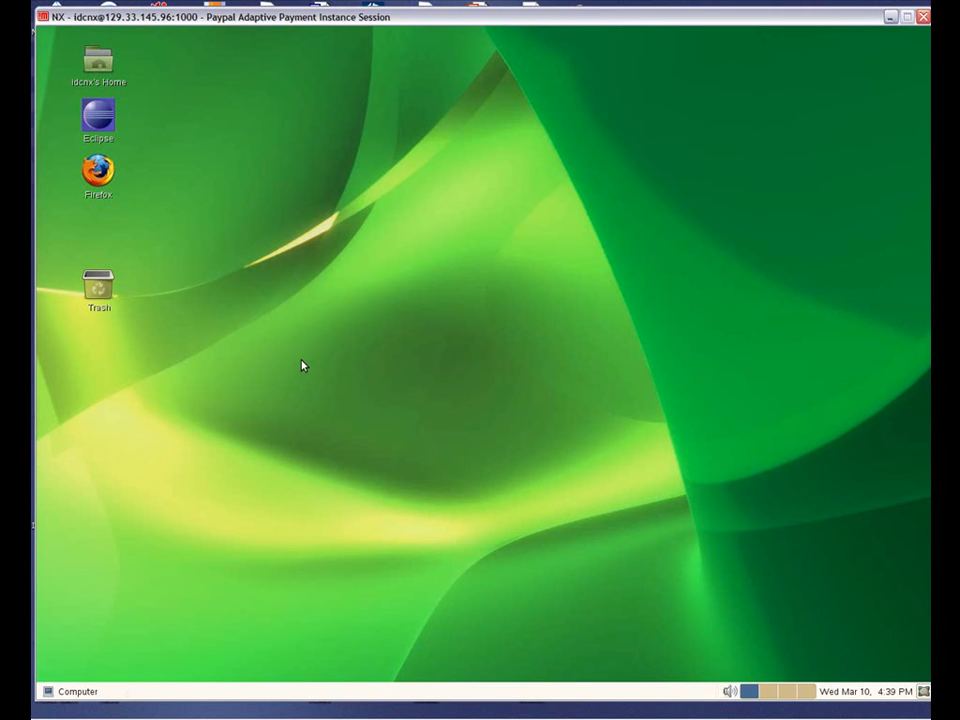 NX - idcnx@129.33.145.96:1000 - Paypal Adaptive Payment Instance Session
idcnx's Home
Eclipse
Firefox
Trash
Computer
Wed Mar 10, 4:39 PM